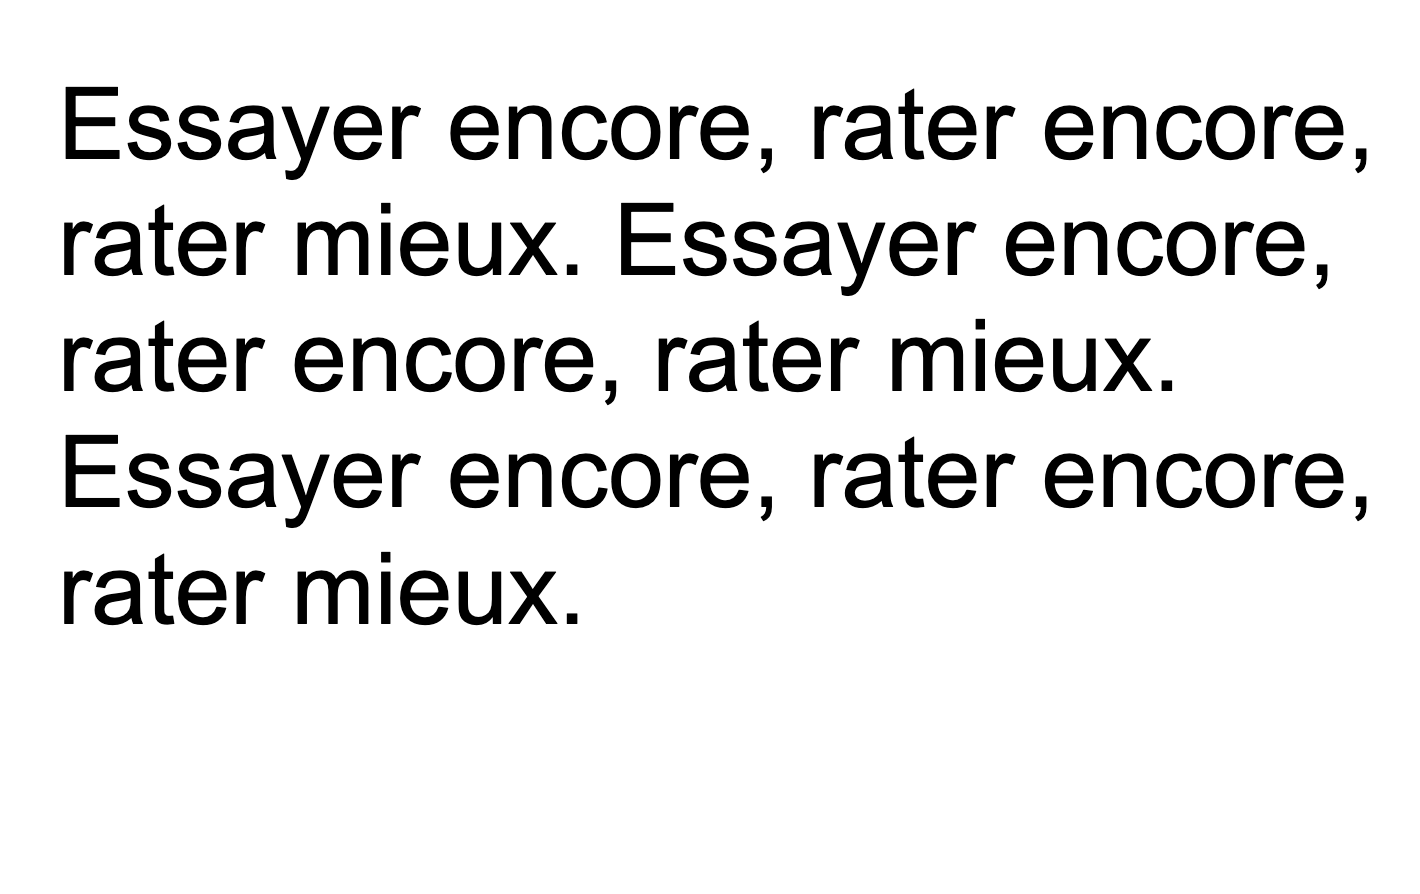 Essayer encore, rater encore,
rater mieux. Essayer encore,
rater encore, rater mieux.
Essayer encore, rater encore,
rater mieux.